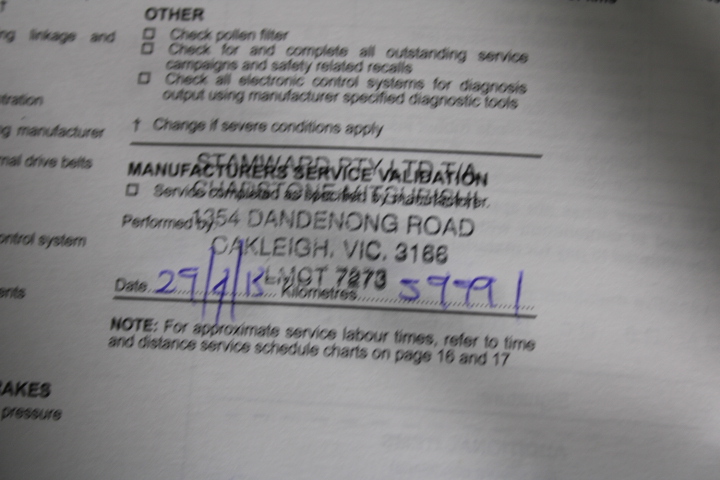 OTHER
ng linkage and
☐ Check pollen filter
☐ Check for and complete all outstanding service
campaigns and safety related recalls
☐ Check all electronic control systems for diagnosis
output using manufacturer specified diagnostic tools
tration
ng manufacturer
† Change if severe conditions apply
nal drive belts
STAMWARD PTY LTD T/A
MANUFACTURERS SERVICE VALIDATION
CHADSTONE MITSUBISHI
☐ Service completed as specified by manufacturer.
Performed by
1354 DANDENONG ROAD
OAKLEIGH, VIC. 3166
ontrol system
LMCT 7273
Date 29/ /13 Kilometres 59991
ents
NOTE: For approximate service labour times, refer to time
and distance service schedule charts on page 16 and 17
AKES
pressure